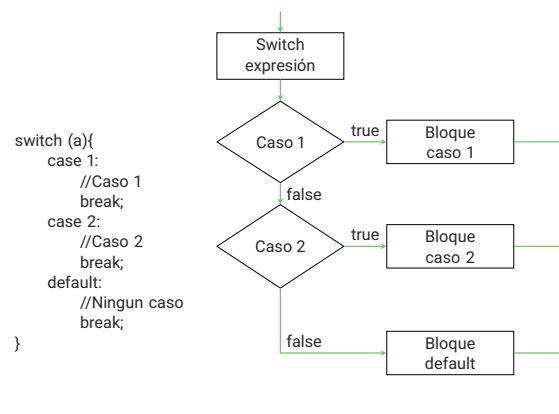 switch (a){
case 1:
//Caso 1
break;
case 2:
//Caso 2
break;
default:
//Ningun caso
break;
}
Switch
expresión
Caso 1
true
Bloque
caso 1
false
Caso 2
true
Bloque
caso 2
false
Bloque
default